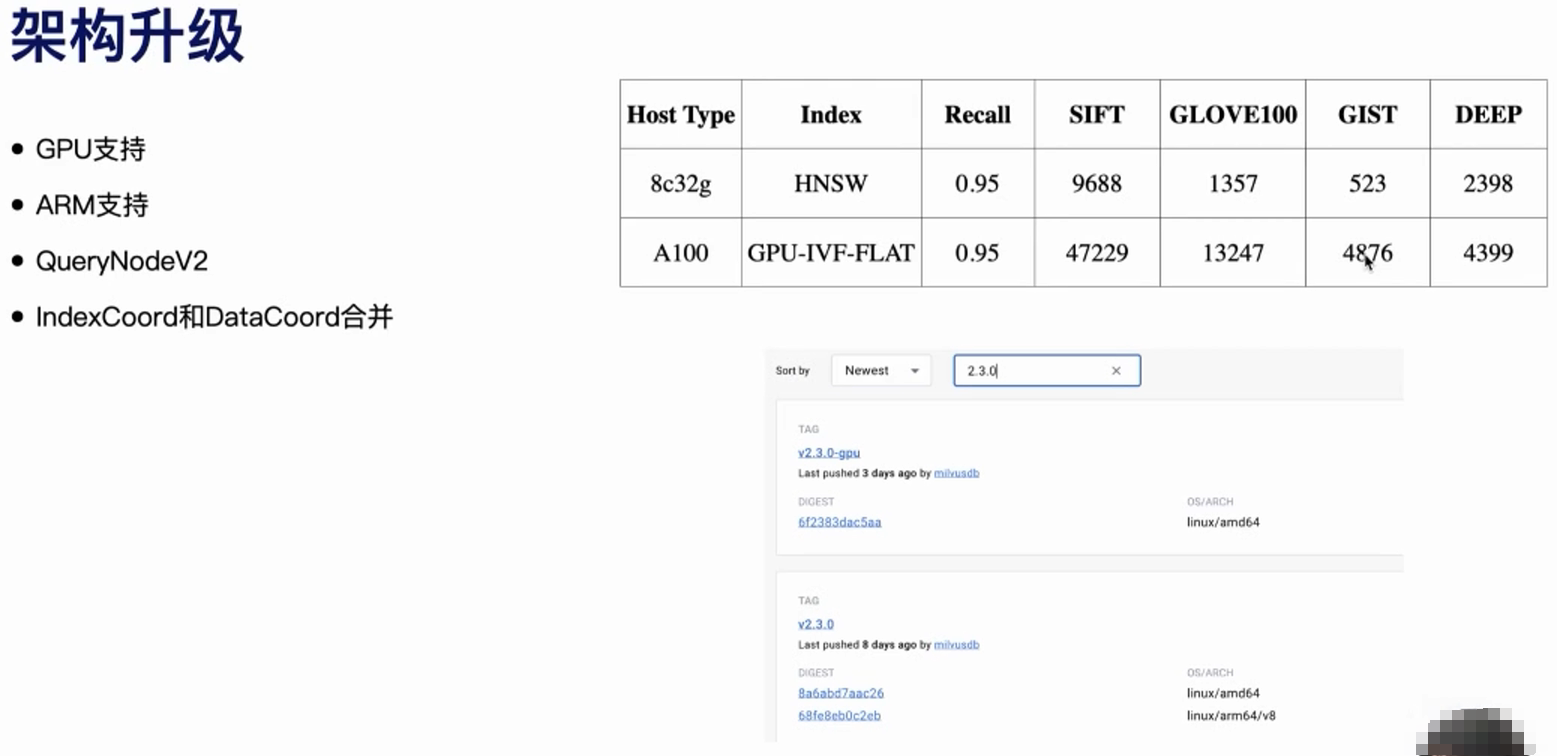 架构升级
GPU支持
ARM支持
QueryNodeV2
IndexCoord和DataCoord合并
Host Type Index Recall SIFT GLOVE100 GIST DEEP
8c32g HNSW 0.95 9688 1357 523 2398
A100 GPU-IVF-FLAT 0.95 47229 13247 4876 4399
Sort by Newest 2.3.0
TAG
v2.3.0-gpu
Last pushed 3 days ago by milvusdb
DIGEST OS/ARCH
6f2383dac5aa linux/amd64
TAG
v2.3.0
Last pushed 8 days ago by milvusdb
DIGEST OS/ARCH
8a6abd7aac26 linux/amd64
68fe8eb0c2eb linux/arm64/v8